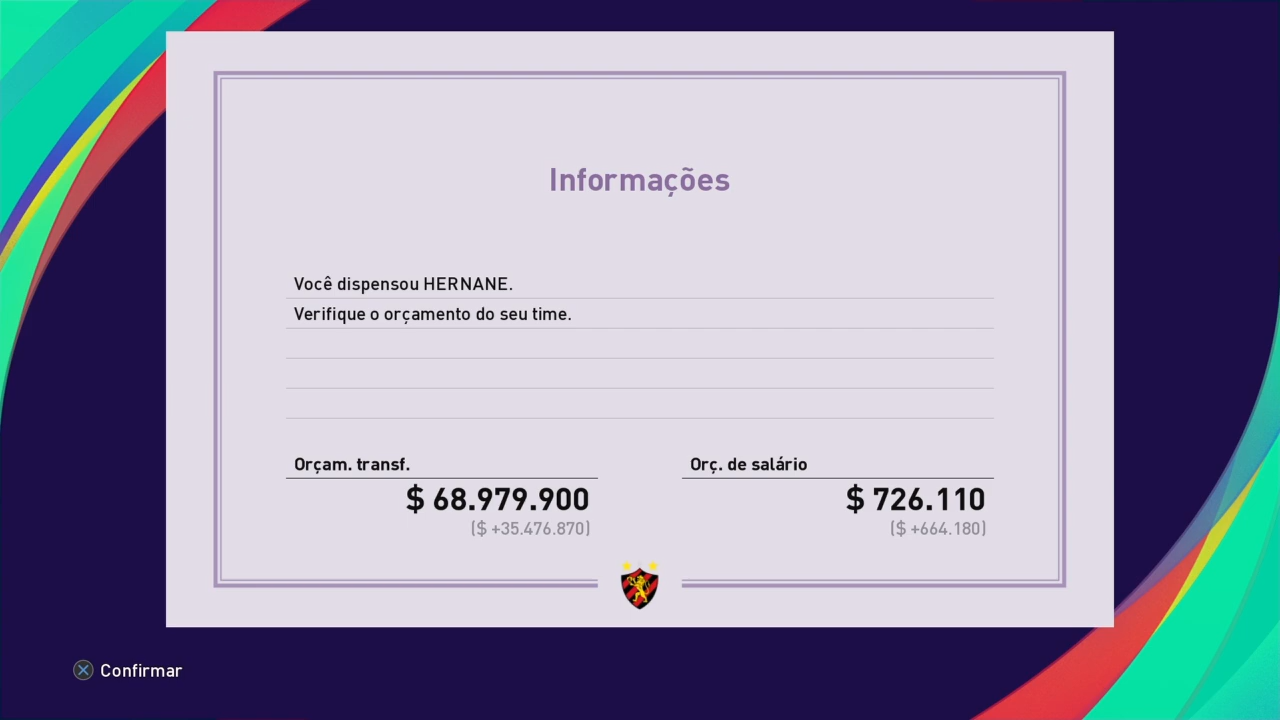 Informações
Você dispensou HERNANE.
Verifique o orçamento do seu time.
Orçam. transf.
$ 68.979.900
($ +35.476.870)
Orç. de salário
$ 726.110
($ +664.180)
Confirmar